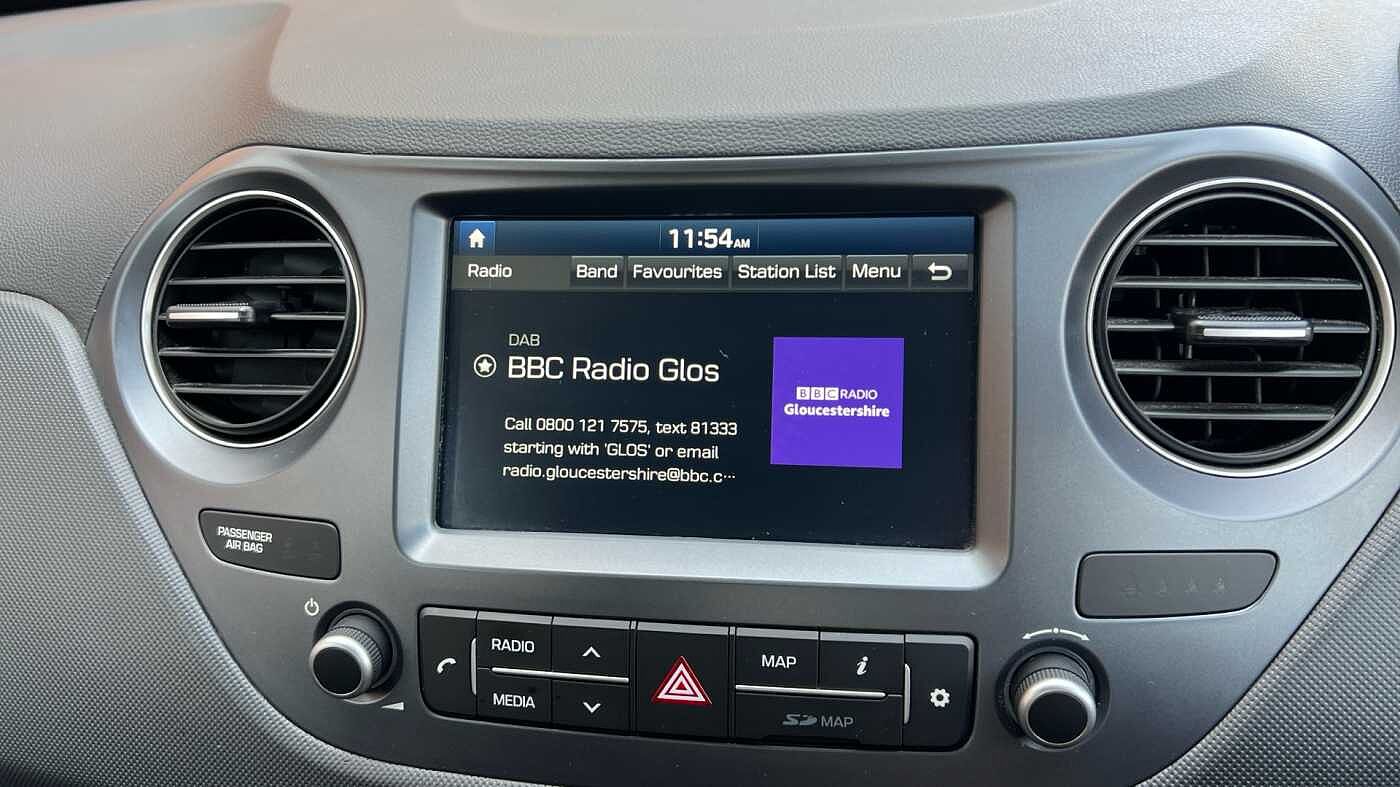 11:54AM
Radio Band Favourites Station List Menu
DAB
BBC Radio Glos
Call 0800 121 7575, text 81333
starting with 'GLOS' or email
radio.gloucestershire@bbc.c…
BBC RADIO
Gloucestershire
PASSENGER
AIR BAG
RADIO
MEDIA
MAP
i
SD MAP